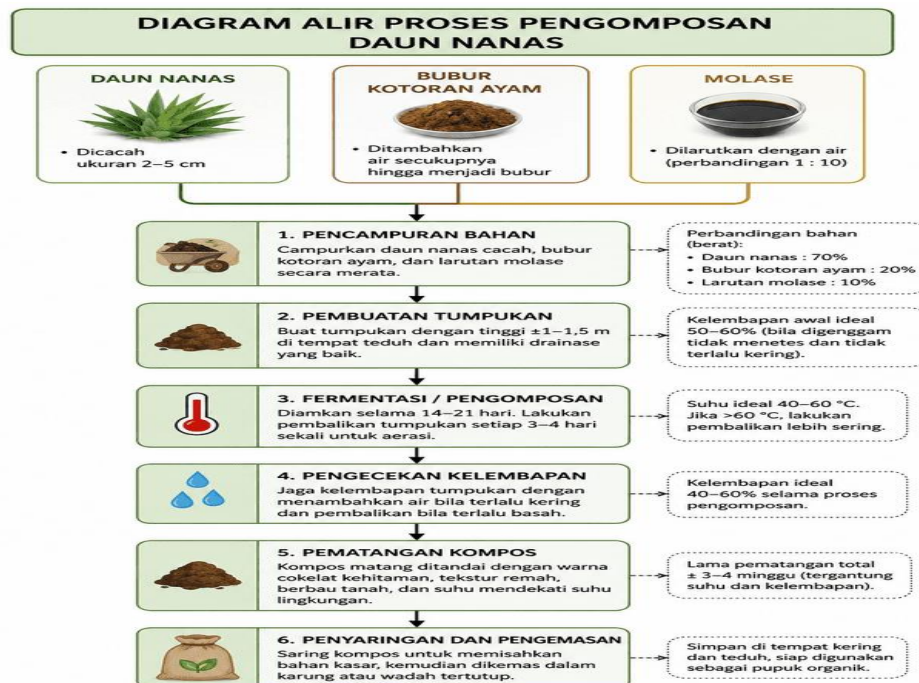 DIAGRAM ALIR PROSES PENGOMPOSAN
DAUN NANAS
DAUN NANAS
• Dicacah
ukuran 2–5 cm
BUBUR
KOTORAN AYAM
• Ditambahkan
air secukupnya
hingga menjadi bubur
MOLASE
• Dilarutkan dengan air
(perbandingan 1 : 10)
1. PENCAMPURAN BAHAN
Campurkan daun nanas cacah, bubur
kotoran ayam, dan larutan molase
secara merata.
Perbandingan bahan
(berat):
• Daun nanas : 70%
• Bubur kotoran ayam : 20%
• Larutan molase : 10%
2. PEMBUATAN TUMPUKAN
Buat tumpukan dengan tinggi ±1–1,5 m
di tempat teduh dan memiliki drainase
yang baik.
Kelembapan awal ideal
50–60% (bila digenggam
tidak menetes dan tidak
terlalu kering).
3. FERMENTASI / PENGOMPOSAN
Diamkan selama 14–21 hari. Lakukan
pembalikan tumpukan setiap 3–4 hari
sekali untuk aerasi.
Suhu ideal 40–60 °C.
Jika >60 °C, lakukan
pembalikan lebih sering.
4. PENGECEKAN KELEMBAPAN
Jaga kelembapan tumpukan dengan
menambahkan air bila terlalu kering
dan pembalikan bila terlalu basah.
Kelembapan ideal
40–60% selama proses
pengomposan.
5. PEMATANGAN KOMPOS
Kompos matang ditandai dengan warna
cokelat kehitaman, tekstur remah,
berbau tanah, dan suhu mendekati suhu
lingkungan.
Lama pematangan total
± 3–4 minggu (tergantung
suhu dan kelembapan).
6. PENYARINGAN DAN PENGEMASAN
Saring kompos untuk memisahkan
bahan kasar, kemudian dikemas dalam
karung atau wadah tertutup.
Simpan di tempat kering
dan teduh, siap digunakan
sebagai pupuk organik.